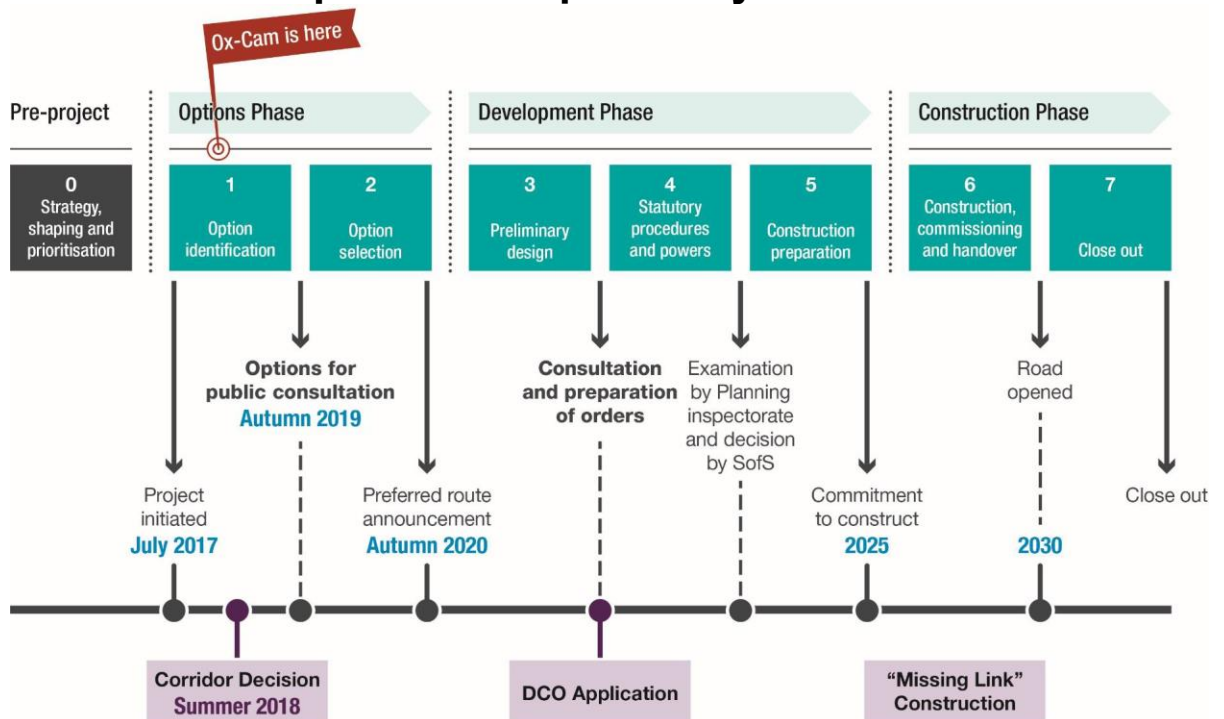 Ox-Cam is here
Pre-project
Options Phase
Development Phase
Construction Phase
0
Strategy,
shaping and
prioritisation
1
Option
identification
2
Option
selection
3
Preliminary
design
4
Statutory
procedures
and powers
5
Construction
preparation
6
Construction,
commissioning
and handover
7
Close out
Project
initiated
July 2017
Options for
public consultation
Autumn 2019
Preferred route
announcement
Autumn 2020
Consultation
and preparation
of orders
Examination
by Planning
inspectorate
and decision
by SofS
Commitment
to construct
2025
Road
opened
2030
Close out
Corridor Decision
Summer 2018
DCO Application
“Missing Link”
Construction